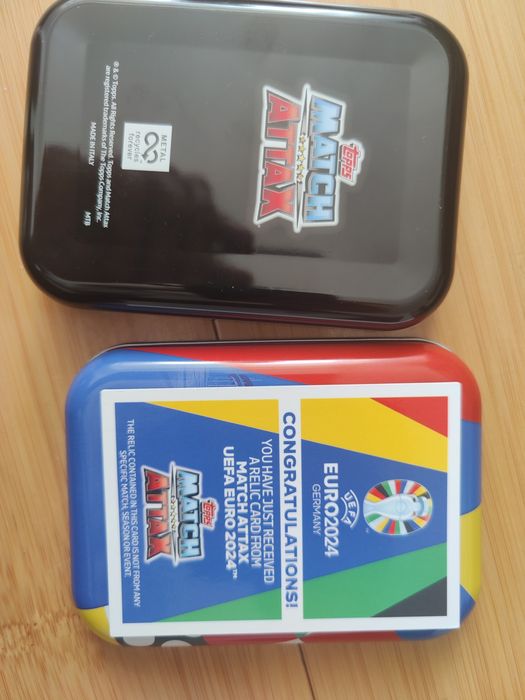 TOPPS
MATCH
ATTAX
METAL
recycles
forever
® & © Topps. All Rights Reserved. Topps and Match Attax
are registered trademarks of The Topps Company, Inc.
MADE IN ITALY
MTB
UEFA
EURO2024
GERMANY
CONGRATULATIONS!
YOU HAVE JUST RECEIVED
A RELIC CARD FROM
MATCH ATTAX
UEFA EURO 2024™
TOPPS
MATCH
ATTAX
THE RELIC CONTAINED IN THIS CARD IS NOT FROM ANY
SPECIFIC MATCH, SEASON OR EVENT.